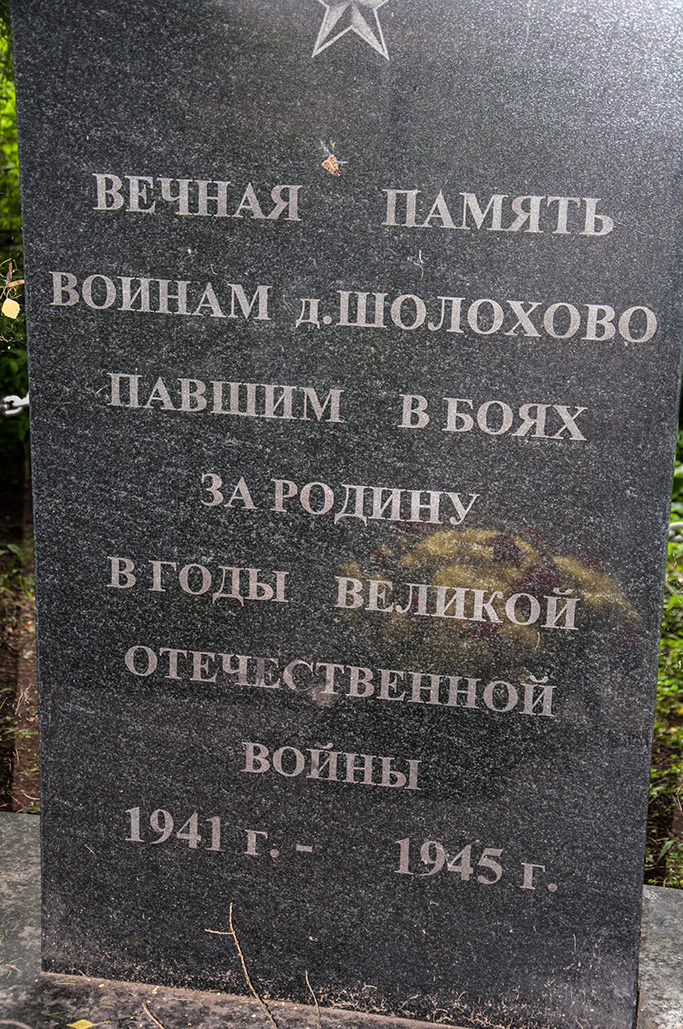 ВЕЧНАЯ ПАМЯТЬ
ВОИНАМ д.ШОЛОХОВО
ПАВШИМ В БОЯХ
ЗА РОДИНУ
В ГОДЫ ВЕЛИКОЙ
ОТЕЧЕСТВЕННОЙ
ВОЙНЫ
1941 г. - 1945 г.